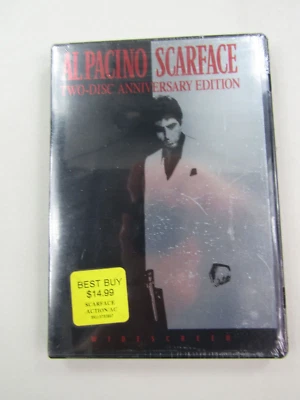 AL PACINO SCARFACE
TWO-DISC ANNIVERSARY EDITION
BEST BUY
$14.99
SCARFACE
ACTION/AC
WIDESCREEN